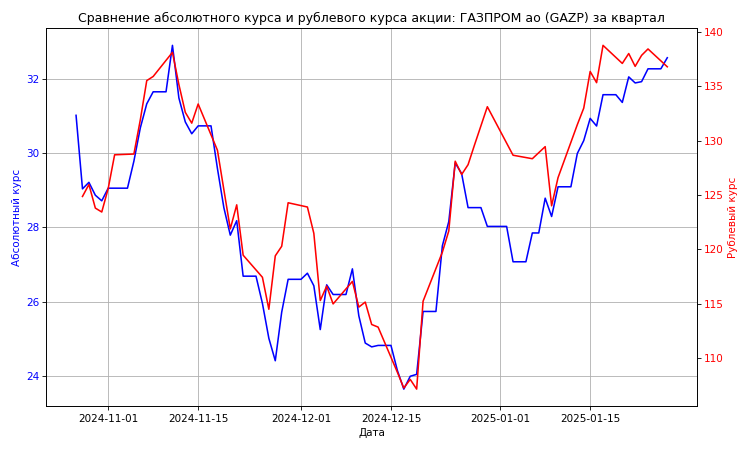 Сравнение абсолютного курса и рублевого курса акции: ГАЗПРОМ ао (GAZP) за квартал
Абсолютный курс
32
30
28
26
24
140
135
130
125
120
115
110
Рублевый курс
2024-11-01 2024-11-15 2024-12-01 2024-12-15 2025-01-01 2025-01-15
Дата